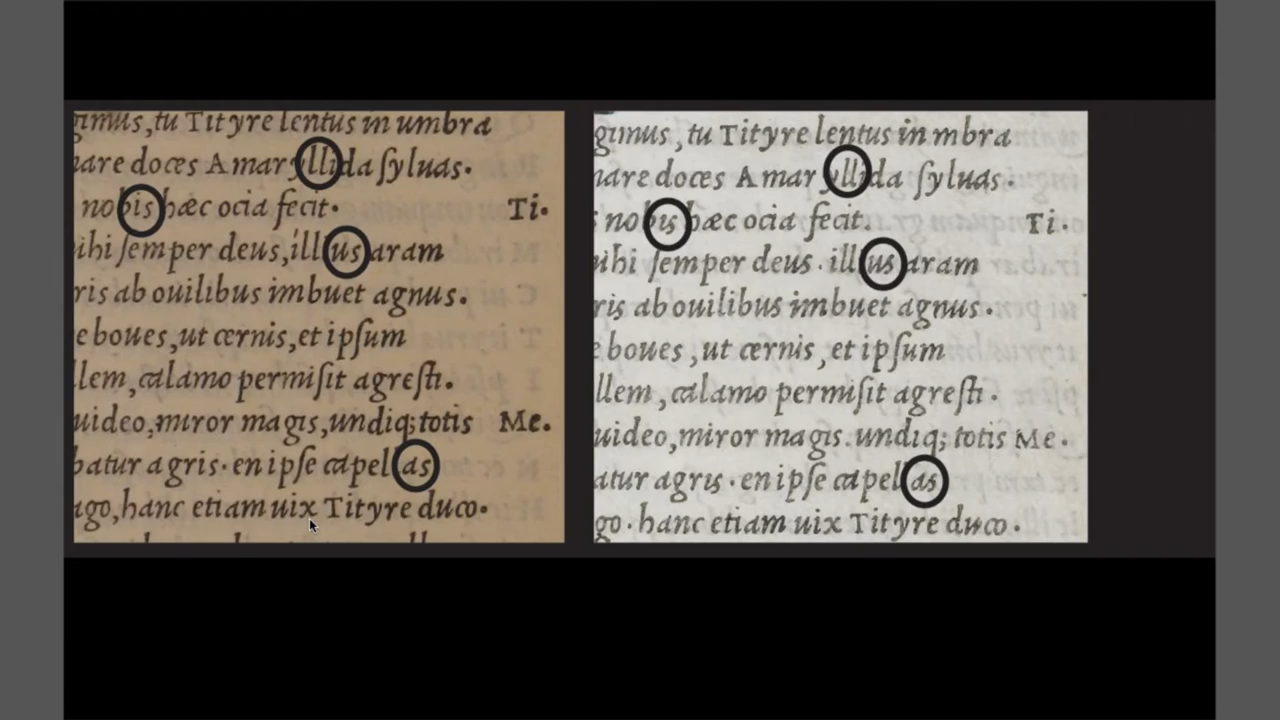 gimus,tu Tityre lentus in umbra
nare doces Amaryllida ſyluas.
nobis hæc ocia fecit. Ti.
ihi ſemper deus,illius aram
ris ab ouilibus imbuet agnus.
e boues,ut cernis,et ipſum
llem,calamo permiſit agreſti.
uideo,miror magis,undiq; totis Me.
batur agris.en ipſe capellas
ago,hanc etiam uix Tityre duco.
gimus,tu Tityre lentus in mbra
nare doces Amaryllida ſyluas.
s nobis hæc ocia fecit. Ti.
ihi ſemper deus.illius aram
ris ab ouilibus imbuet agnus.
e boues,ut cernis,et ipſum
llem,calamo permiſit agreſti.
uideo,miror magis.undiq; totis Me.
atur agris.en ipſe capellas
go.hanc etiam uix Tityre duco.